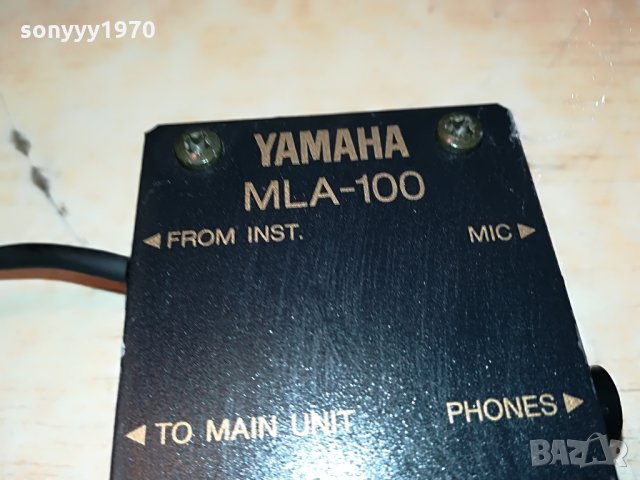 sonyyy1970
YAMAHA
MLA-100
◀ FROM INST. MIC ▶
◀ TO MAIN UNIT PHONES ▶
BAZAR